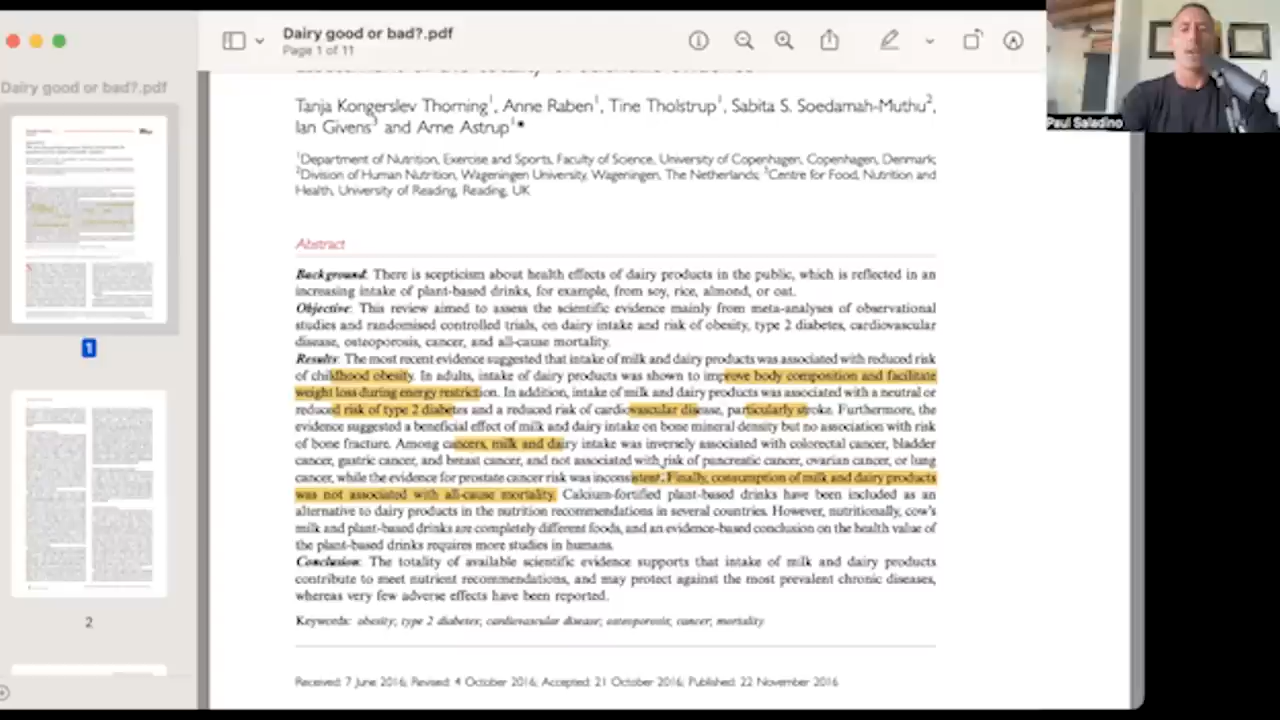 Dairy good or bad?.pdf
Page 1 of 11
Dairy good or bad?.pdf
Paul Saladino
Tanja Kongerslev Thorning1, Anne Raben1, Tine Tholstrup1, Sabita S. Soedamah-Muthu2,
Ian Givens3 and Arne Astrup1*
1Department of Nutrition, Exercise and Sports, Faculty of Science, University of Copenhagen, Copenhagen, Denmark;
2Division of Human Nutrition, Wageningen University, Wageningen, The Netherlands; 3Centre for Food, Nutrition and
Health, University of Reading, Reading, UK
Abstract
Background: There is scepticism about health effects of dairy products in the public, which is reflected in an
increasing intake of plant-based drinks, for example, from soy, rice, almond, or oat.
Objective: This review aimed to assess the scientific evidence mainly from meta-analyses of observational
studies and randomised controlled trials, on dairy intake and risk of obesity, type 2 diabetes, cardiovascular
disease, osteoporosis, cancer, and all-cause mortality.
Results: The most recent evidence suggested that intake of milk and dairy products was associated with reduced risk
of childhood obesity. In adults, intake of dairy products was shown to improve body composition and facilitate
weight loss during energy restriction. In addition, intake of milk and dairy products was associated with a neutral or
reduced risk of type 2 diabetes and a reduced risk of cardiovascular disease, particularly stroke. Furthermore, the
evidence suggested a beneficial effect of milk and dairy intake on bone mineral density but no association with risk
of bone fracture. Among cancers, milk and dairy intake was inversely associated with colorectal cancer, bladder
cancer, gastric cancer, and breast cancer, and not associated with risk of pancreatic cancer, ovarian cancer, or lung
cancer, while the evidence for prostate cancer risk was inconsistent. Finally, consumption of milk and dairy products
was not associated with all-cause mortality. Calcium-fortified plant-based drinks have been included as an
alternative to dairy products in the nutrition recommendations in several countries. However, nutritionally, cow's
milk and plant-based drinks are completely different foods, and an evidence-based conclusion on the health value of
the plant-based drinks requires more studies in humans.
Conclusion: The totality of available scientific evidence supports that intake of milk and dairy products
contribute to meet nutrient recommendations, and may protect against the most prevalent chronic diseases,
whereas very few adverse effects have been reported.
Keywords: obesity; type 2 diabetes; cardiovascular disease; osteoporosis; cancer; mortality
Received: 7 June 2016; Revised: 4 October 2016; Accepted: 21 October 2016; Published: 22 November 2016
1
2